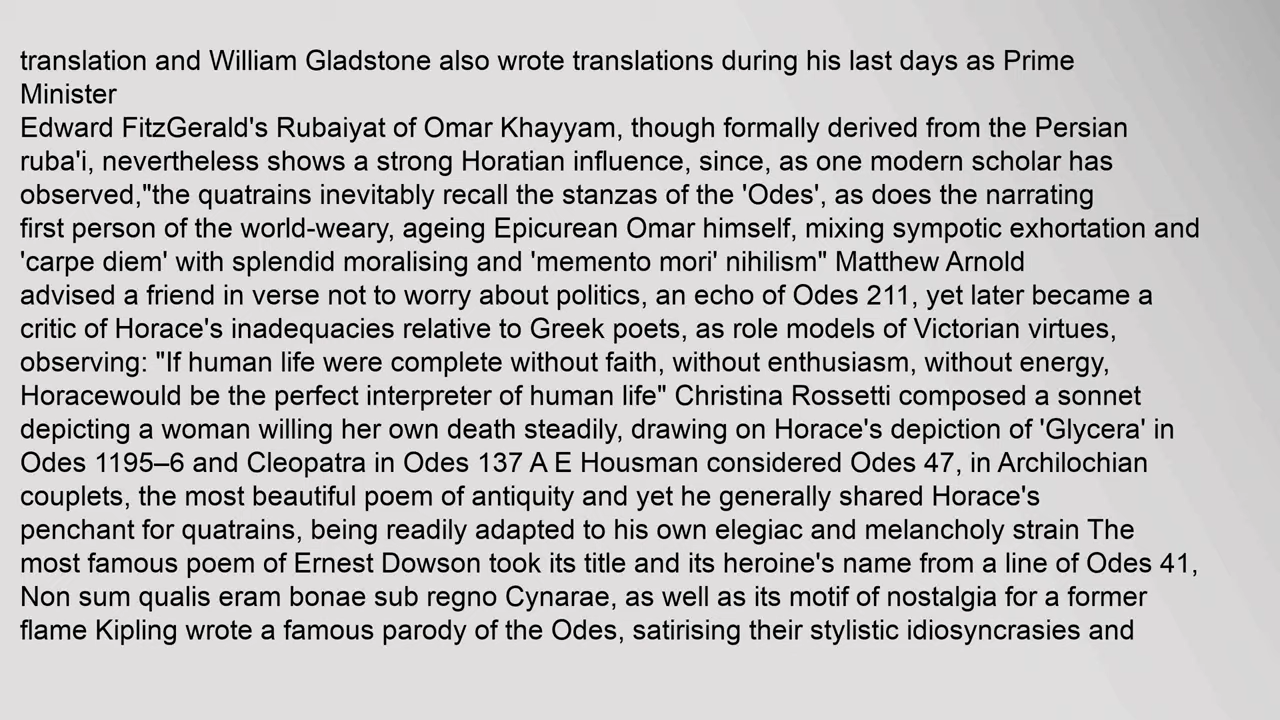 translation and William Gladstone also wrote translations during his last days as Prime
Minister
Edward FitzGerald's Rubaiyat of Omar Khayyam, though formally derived from the Persian
ruba'i, nevertheless shows a strong Horatian influence, since, as one modern scholar has
observed,"the quatrains inevitably recall the stanzas of the 'Odes', as does the narrating
first person of the world-weary, ageing Epicurean Omar himself, mixing sympotic exhortation and
'carpe diem' with splendid moralising and 'memento mori' nihilism" Matthew Arnold
advised a friend in verse not to worry about politics, an echo of Odes 211, yet later became a
critic of Horace's inadequacies relative to Greek poets, as role models of Victorian virtues,
observing: "If human life were complete without faith, without enthusiasm, without energy,
Horacewould be the perfect interpreter of human life" Christina Rossetti composed a sonnet
depicting a woman willing her own death steadily, drawing on Horace's depiction of 'Glycera' in
Odes 1195–6 and Cleopatra in Odes 137 A E Housman considered Odes 47, in Archilochian
couplets, the most beautiful poem of antiquity and yet he generally shared Horace's
penchant for quatrains, being readily adapted to his own elegiac and melancholy strain The
most famous poem of Ernest Dowson took its title and its heroine's name from a line of Odes 41,
Non sum qualis eram bonae sub regno Cynarae, as well as its motif of nostalgia for a former
flame Kipling wrote a famous parody of the Odes, satirising their stylistic idiosyncrasies and